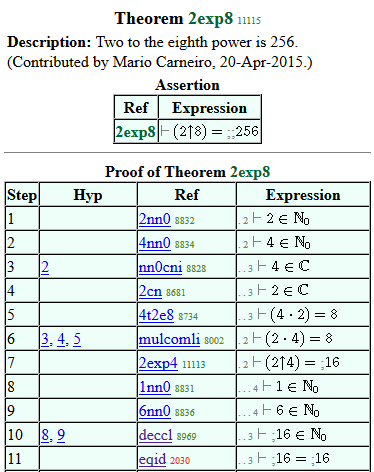 Theorem 2exp8 11115
Description: Two to the eighth power is 256.
(Contributed by Mario Carneiro, 20-Apr-2015.)
Assertion
Ref Expression
2exp8 ⊢ (2↑8) = ;;256
Proof of Theorem 2exp8
Step Hyp Ref Expression
1 2nn0 8832 . 2 ⊢ 2 ∈ ℕ₀
2 4nn0 8834 . 2 ⊢ 4 ∈ ℕ₀
3 2 nn0cni 8828 . . 3 ⊢ 4 ∈ ℂ
4 2cn 8681 . . 3 ⊢ 2 ∈ ℂ
5 4t2e8 8734 . . 3 ⊢ (4 · 2) = 8
6 3, 4, 5 mulcomli 8002 . 2 ⊢ (2 · 4) = 8
7 2exp4 11113 . 2 ⊢ (2↑4) = ;16
8 1nn0 8831 . . . 4 ⊢ 1 ∈ ℕ₀
9 6nn0 8836 . . . 4 ⊢ 6 ∈ ℕ₀
10 8, 9 deccl 8969 . . 3 ⊢ ;16 ∈ ℕ₀
11 eqid 2030 . . 3 ⊢ ;16 = ;16